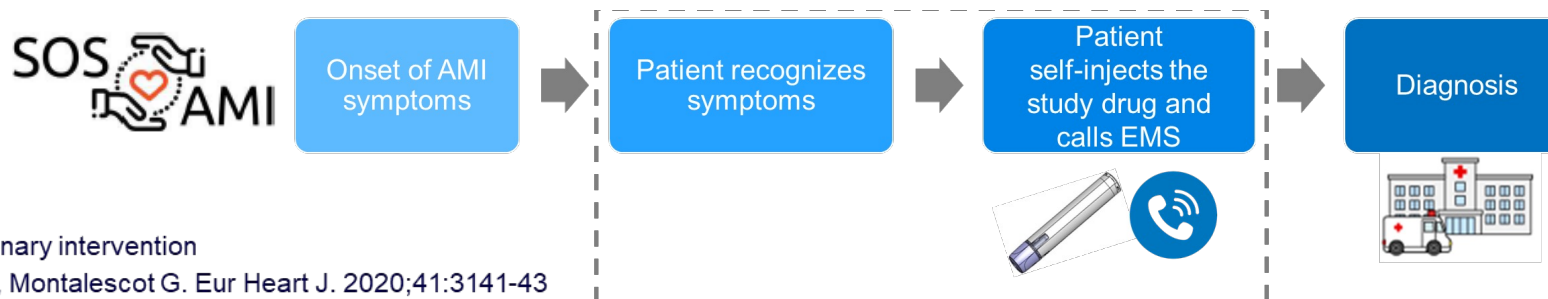 SOS
AMI
Onset of AMI
symptoms
Patient recognizes
symptoms
Patient
self-injects the
study drug and
calls EMS
Diagnosis
nary intervention
, Montalescot G. Eur Heart J. 2020;41:3141-43